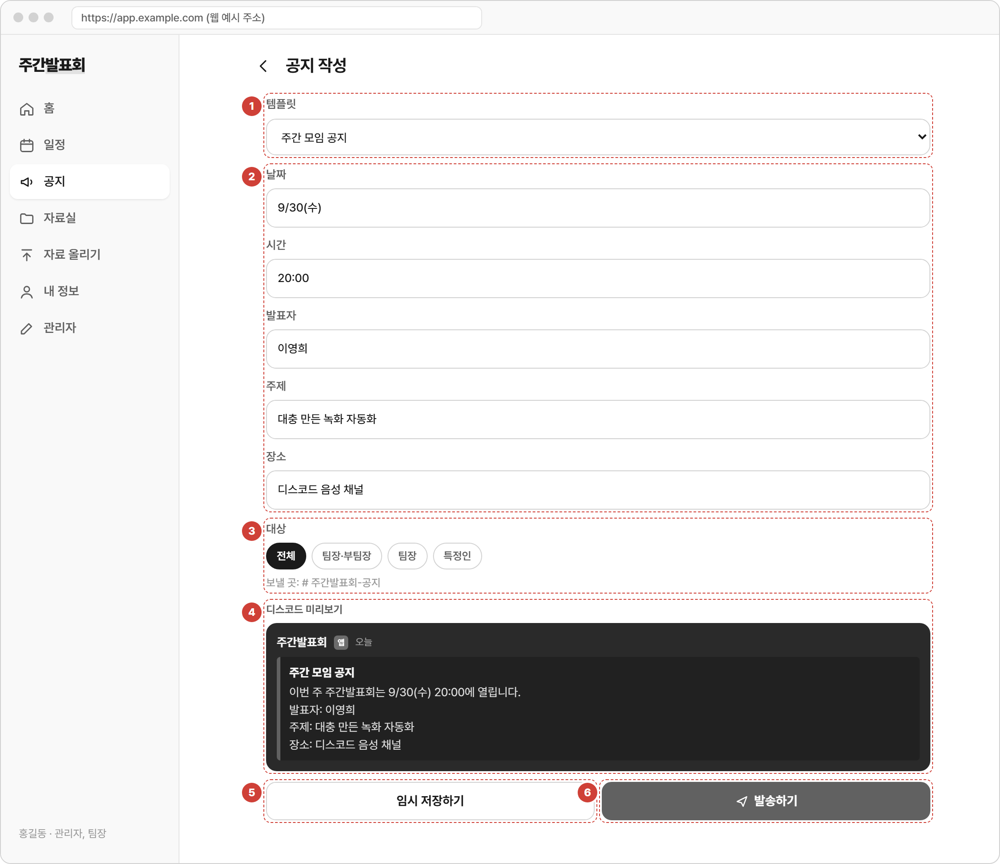 https://app.example.com (웹 예시 주소)
주간발표회
홈
일정
공지
자료실
자료 올리기
내 정보
관리자
홍길동 · 관리자, 팀장
공지 작성
1 템플릿
주간 모임 공지
2 날짜
9/30(수)
시간
20:00
발표자
이영희
주제
대충 만든 녹화 자동화
장소
디스코드 음성 채널
3 대상
전체 팀장·부팀장 팀장 특정인
보낼 곳: # 주간발표회-공지
4 디스코드 미리보기
주간발표회 앱 오늘
주간 모임 공지
이번 주 주간발표회는 9/30(수) 20:00에 열립니다.
발표자: 이영희
주제: 대충 만든 녹화 자동화
장소: 디스코드 음성 채널
5 임시 저장하기
6 발송하기